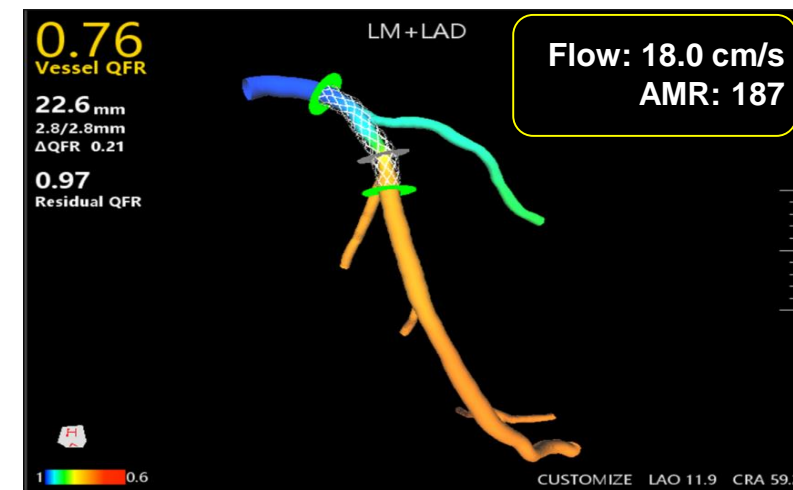 0.76
Vessel QFR
22.6 mm
2.8/2.8mm
ΔQFR 0.21
0.97
Residual QFR
LM+LAD
Flow: 18.0 cm/s
AMR: 187
H
1 0.6
CUSTOMIZE LAO 11.9 CRA 59.